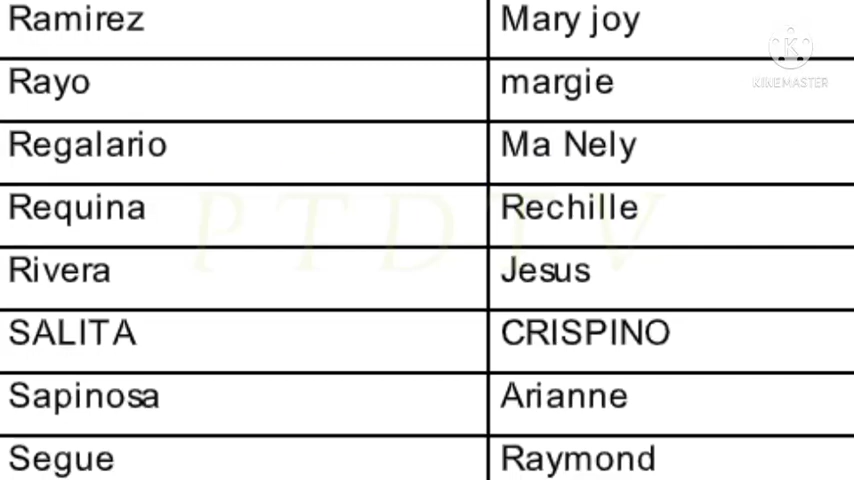 Ramirez Mary joy
Rayo margie
Regalario Ma Nely
Requina Rechille
Rivera Jesus
SALITA CRISPINO
Sapinosa Arianne
Segue Raymond
K
KINEMASTER
PTDTV